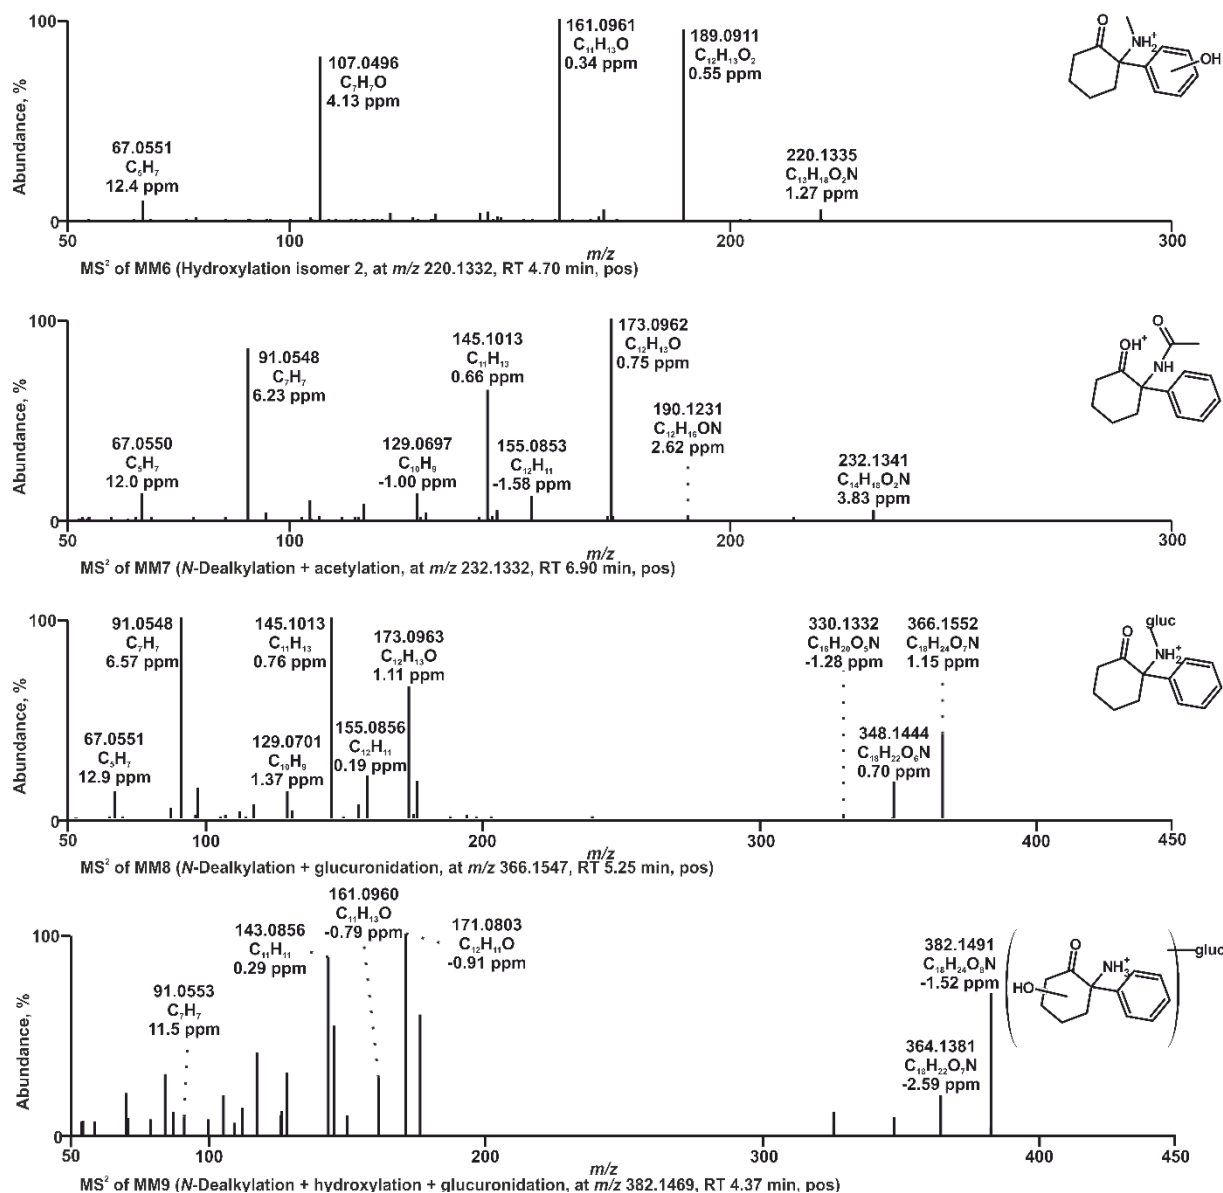 100
Abundance, %
0
67.0551
C₅H₇
12.4 ppm
107.0496
C₇H₇O
4.13 ppm
161.0961
C₁₁H₁₃O
0.34 ppm
189.0911
C₁₂H₁₃O₂
0.55 ppm
220.1335
C₁₃H₁₈O₂N
1.27 ppm
O
NH₂⁺
OH
50 100 200 300
m/z
MS² of MM6 (Hydroxylation isomer 2, at m/z 220.1332, RT 4.70 min, pos)
100
Abundance, %
0
67.0550
C₅H₇
12.0 ppm
91.0548
C₇H₇
6.23 ppm
129.0697
C₁₀H₉
-1.00 ppm
145.1013
C₁₁H₁₃
0.66 ppm
155.0853
C₁₂H₁₁
-1.58 ppm
173.0962
C₁₂H₁₃O
0.75 ppm
190.1231
C₁₂H₁₆ON
2.62 ppm
232.1341
C₁₄H₁₈O₂N
3.83 ppm
O
OH⁺
NH
50 100 200 300
m/z
MS² of MM7 (N-Dealkylation + acetylation, at m/z 232.1332, RT 6.90 min, pos)
100
Abundance, %
0
67.0551
C₅H₇
12.9 ppm
91.0548
C₇H₇
6.57 ppm
129.0701
C₁₀H₉
1.37 ppm
145.1013
C₁₁H₁₃
0.76 ppm
155.0856
C₁₂H₁₁
0.19 ppm
173.0963
C₁₂H₁₃O
1.11 ppm
330.1332
C₁₈H₂₀O₅N
-1.28 ppm
348.1444
C₁₈H₂₂O₆N
0.70 ppm
366.1552
C₁₈H₂₄O₇N
1.15 ppm
gluc
O
NH₂⁺
50 100 200 300 400 450
m/z
MS² of MM8 (N-Dealkylation + glucuronidation, at m/z 366.1547, RT 5.25 min, pos)
100
Abundance, %
0
91.0553
C₇H₇
11.5 ppm
143.0856
C₁₁H₁₁
0.29 ppm
161.0960
C₁₁H₁₃O
-0.79 ppm
171.0803
C₁₂H₁₁O
-0.91 ppm
364.1381
C₁₈H₂₂O₇N
-2.59 ppm
382.1491
C₁₈H₂₄O₈N
-1.52 ppm
O
NH₃⁺
HO
gluc
50 100 200 300 400 450
m/z
MS² of MM9 (N-Dealkylation + hydroxylation + glucuronidation, at m/z 382.1469, RT 4.37 min, pos)